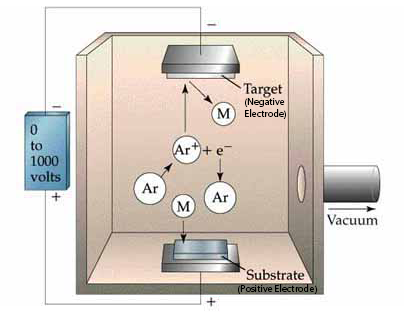 −
Target
(Negative
Electrode)
−
0
to
1000
volts
+
M
Ar⁺ + e⁻
Ar
M
Ar
Vacuum
Substrate
(Positive Electrode)
+